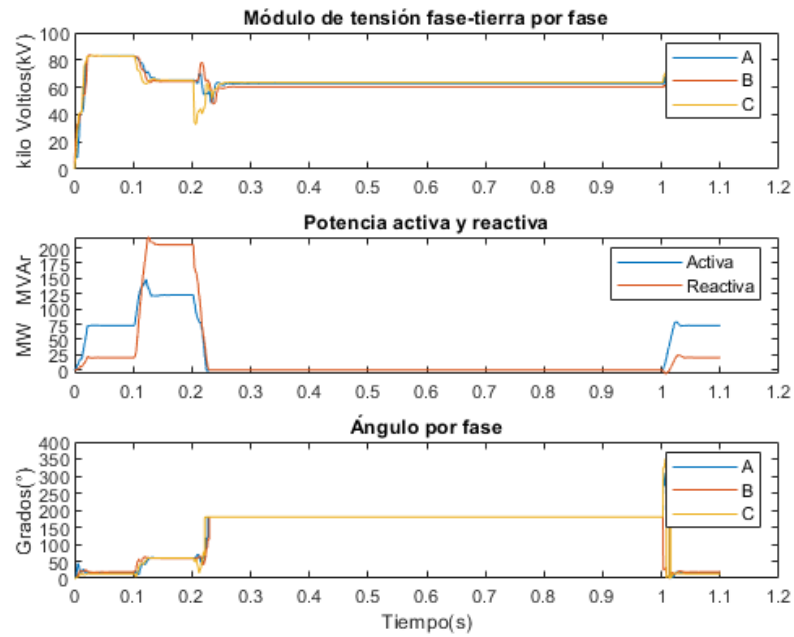 Módulo de tensión fase-tierra por fase
kilo Voltios(kV)
100
80
60
40
20
0
A
B
C
0 0.1 0.2 0.3 0.4 0.5 0.6 0.7 0.8 0.9 1 1.1 1.2
Potencia activa y reactiva
MW MVAr
200
175
150
125
100
75
50
25
0
Activa
Reactiva
0 0.1 0.2 0.3 0.4 0.5 0.6 0.7 0.8 0.9 1 1.1 1.2
Ángulo por fase
Grados(°)
400
350
300
250
200
150
100
50
0
A
B
C
0 0.1 0.2 0.3 0.4 0.5 0.6 0.7 0.8 0.9 1 1.1 1.2
Tiempo(s)